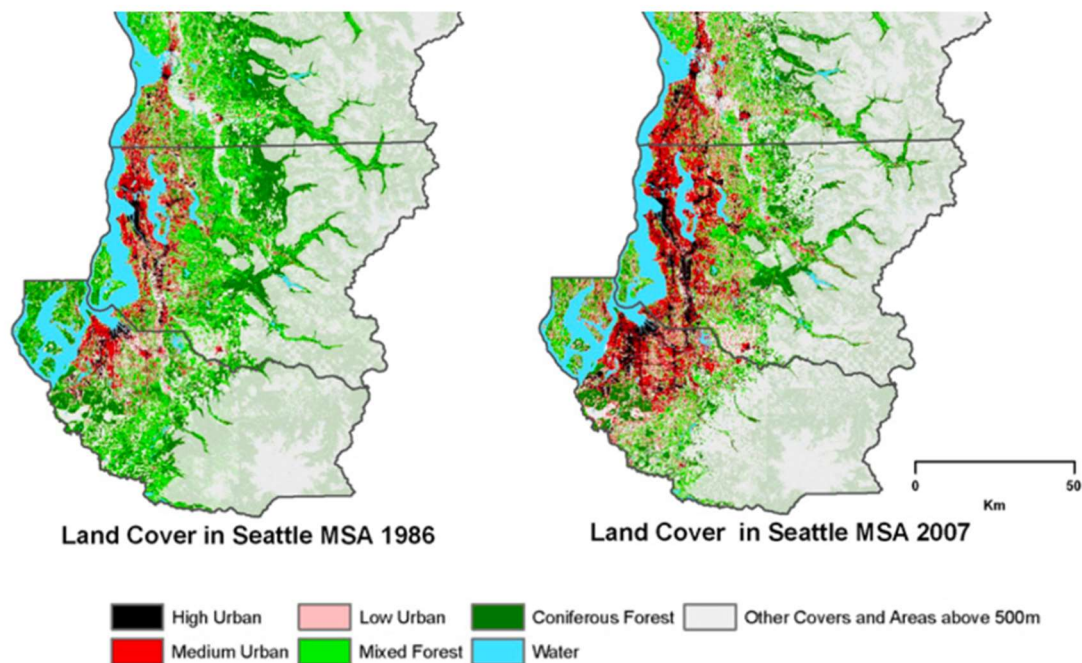 Land Cover in Seattle MSA 1986
Land Cover in Seattle MSA 2007
0 50
Km
High Urban
Low Urban
Coniferous Forest
Other Covers and Areas above 500m
Medium Urban
Mixed Forest
Water